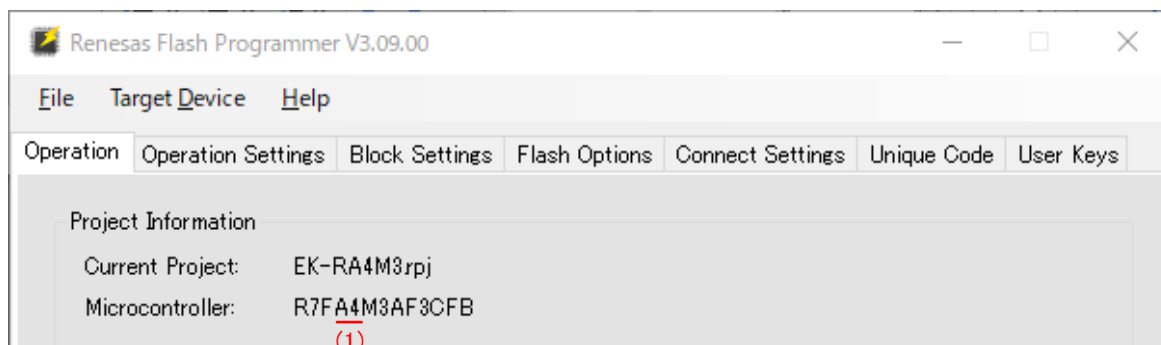 Renesas Flash Programmer V3.09.00
File Target Device Help
Operation Operation Settings Block Settings Flash Options Connect Settings Unique Code User Keys
Project Information
Current Project: EK-RA4M3.rpj
Microcontroller: R7FA4M3AF3CFB
(1)